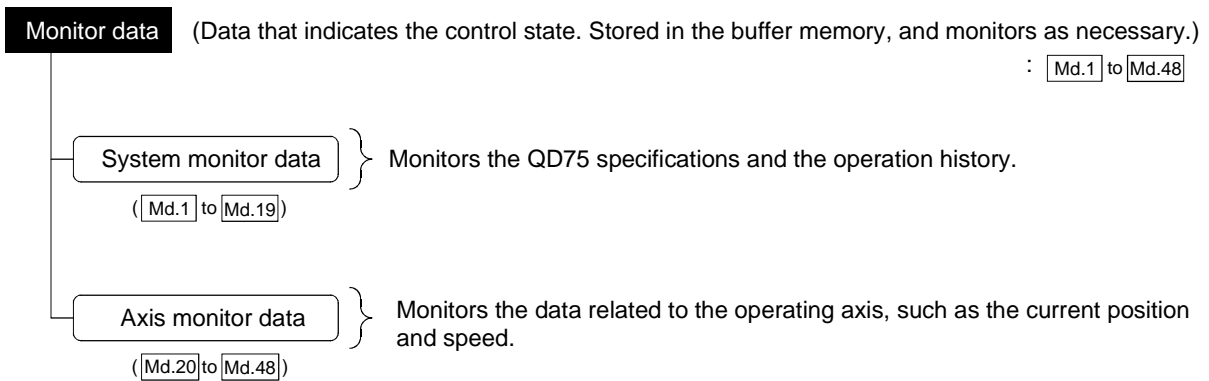 Monitor data (Data that indicates the control state. Stored in the buffer memory, and monitors as necessary.)
: Md.1 to Md.48
System monitor data } Monitors the QD75 specifications and the operation history.
( Md.1 to Md.19 )
Axis monitor data } Monitors the data related to the operating axis, such as the current position
and speed.
( Md.20 to Md.48 )